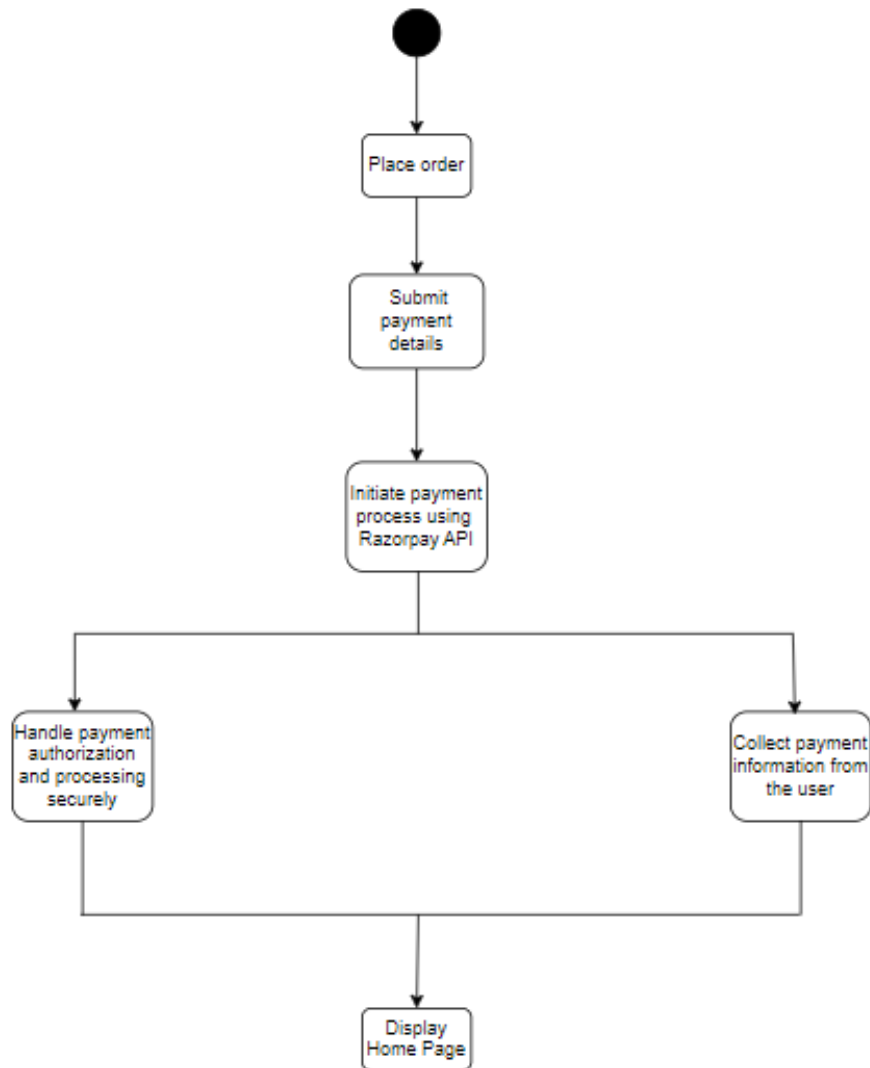 Place order
Submit
payment
details
Initiate payment
process using
Razorpay API
Handle payment
authorization
and processing
securely
Collect payment
information from
the user
Display
Home Page